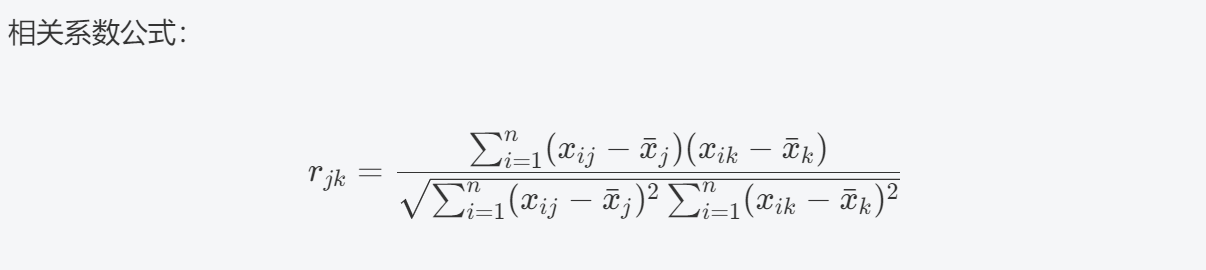 相关系数公式：
$r_{jk} = \frac{\sum_{i=1}^{n}(x_{ij} - \bar{x}_j)(x_{ik} - \bar{x}_k)}{\sqrt{\sum_{i=1}^{n}(x_{ij} - \bar{x}_j)^2 \sum_{i=1}^{n}(x_{ik} - \bar{x}_k)^2}}$